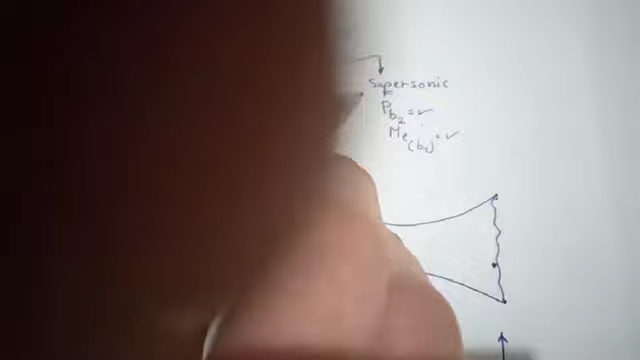 Supersonic
P_b2 = ✓
Me_(b2) = ✓